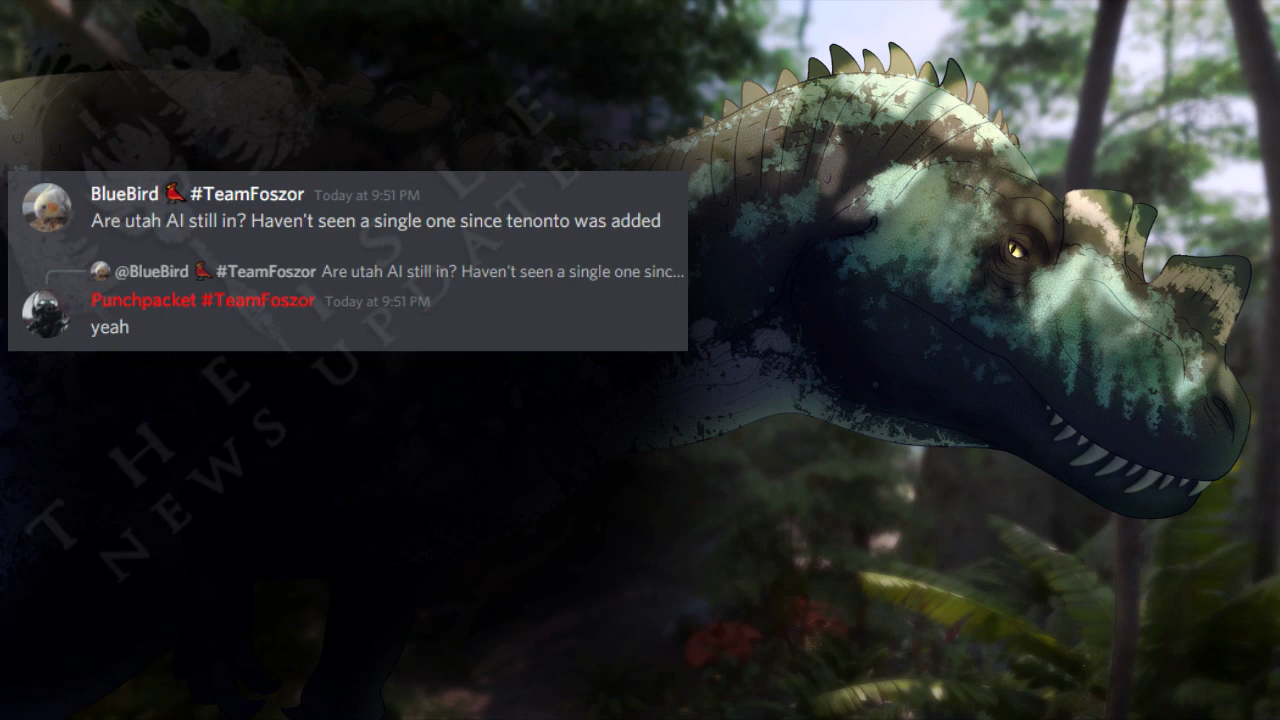 THE ISLE
NEWS UPDATE
BlueBird #TeamFoszor Today at 9:51 PM
Are utah AI still in? Haven't seen a single one since tenonto was added
@BlueBird #TeamFoszor Are utah AI still in? Haven't seen a single one sinc...
Punchpacket #TeamFoszor Today at 9:51 PM
yeah